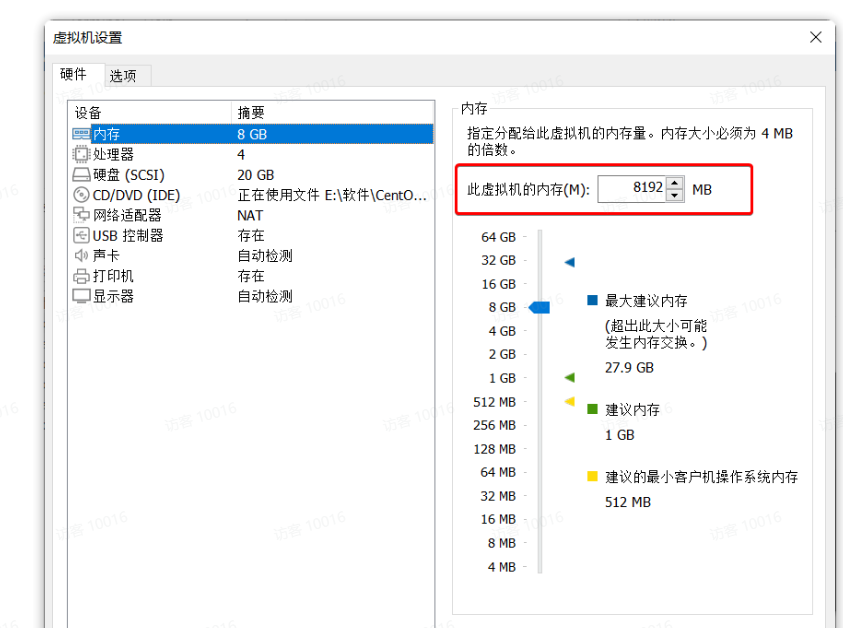 虚拟机设置
硬件 选项
设备 摘要
内存 8 GB
处理器 4
硬盘 (SCSI) 20 GB
CD/DVD (IDE) 正在使用文件 E:\软件\CentO...
网络适配器 NAT
USB 控制器 存在
声卡 自动检测
打印机 存在
显示器 自动检测
内存
指定分配给此虚拟机的内存量。内存大小必须为 4 MB
的倍数。
此虚拟机的内存(M): 8192 MB
64 GB
32 GB
16 GB
8 GB
4 GB
2 GB
1 GB
512 MB
256 MB
128 MB
64 MB
32 MB
16 MB
8 MB
4 MB
最大建议内存
(超出此大小可能
发生内存交换。)
27.9 GB
建议内存
1 GB
建议的最小客户机操作系统内存
512 MB
访客 10016